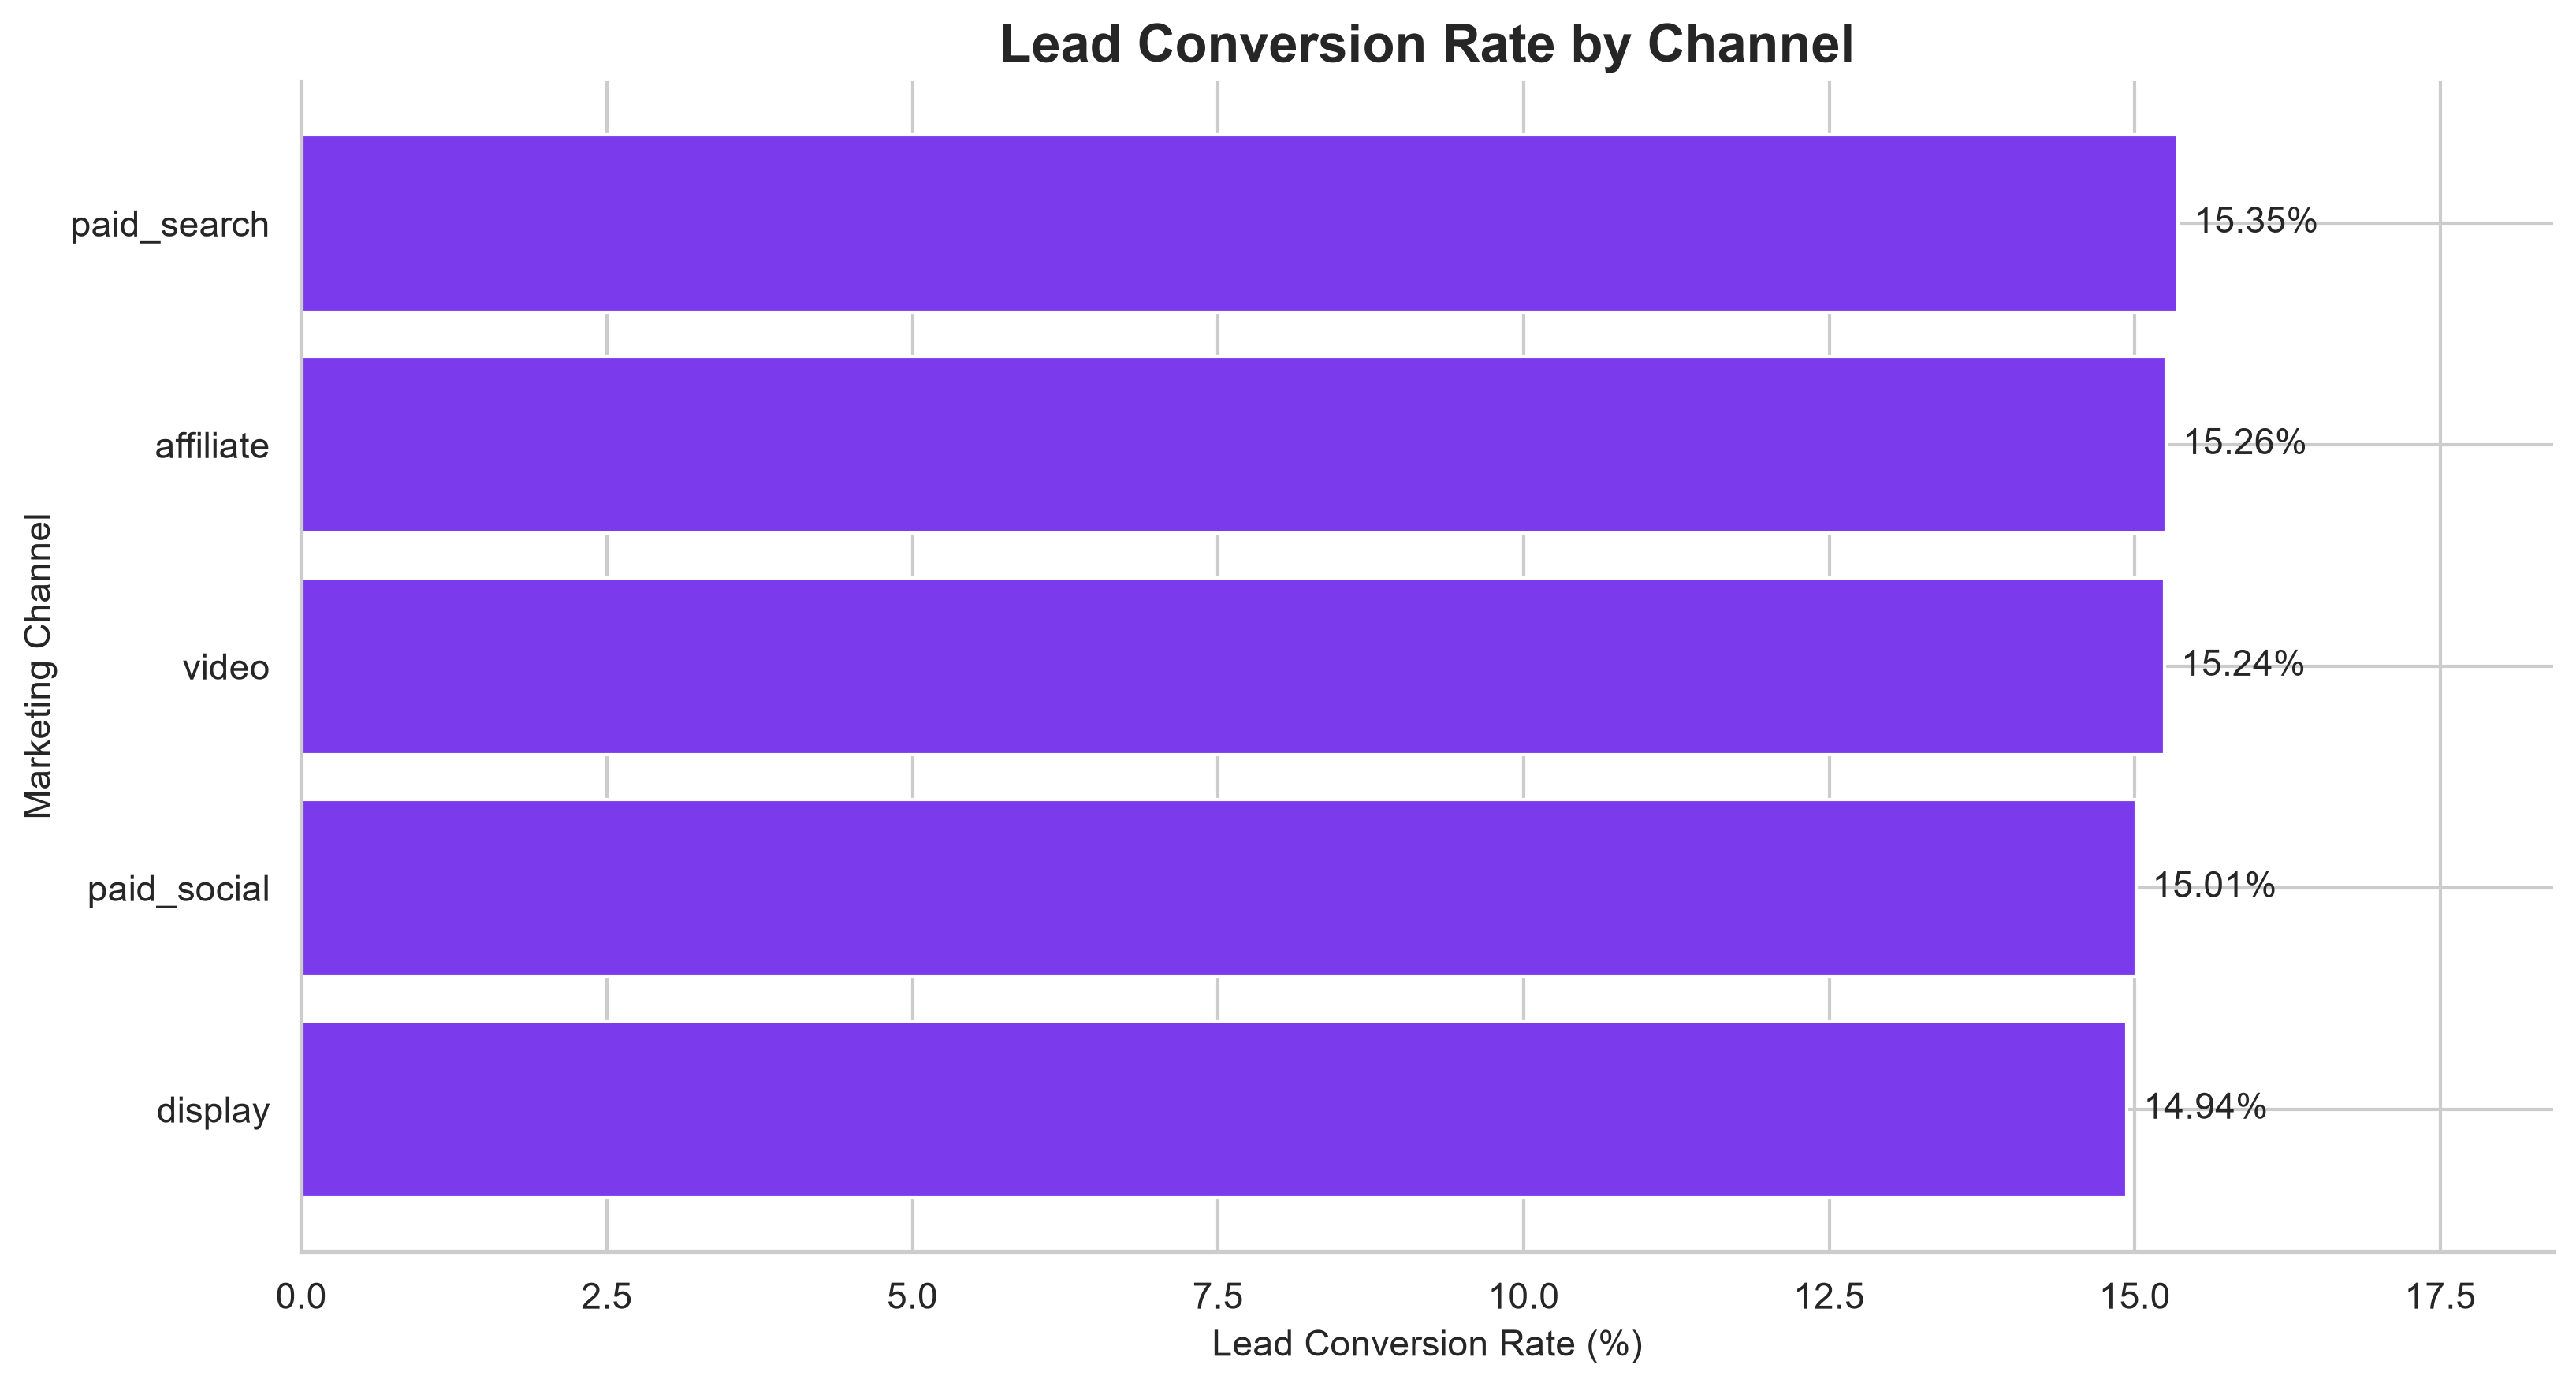 Lead Conversion Rate by Channel
paid_search
15.35%
affiliate
15.26%
video
15.24%
paid_social
15.01%
display
14.94%
Marketing Channel
0.0 2.5 5.0 7.5 10.0 12.5 15.0 17.5
Lead Conversion Rate (%)